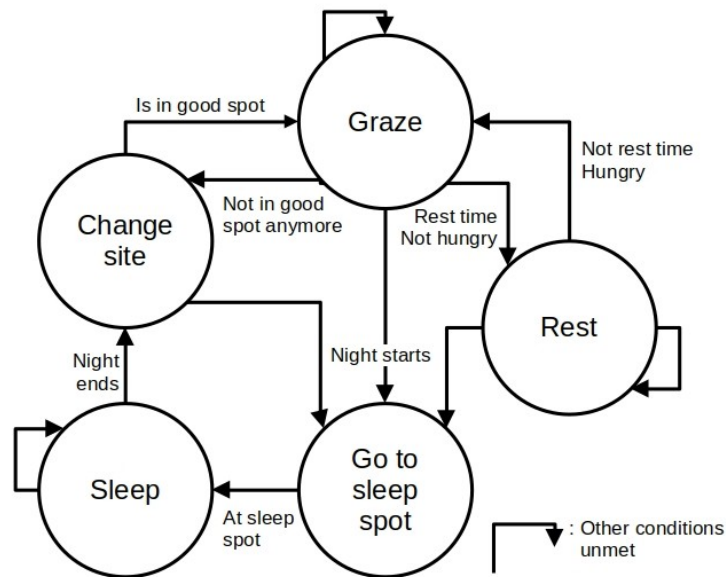 Is in good spot
Graze
Not rest time
Hungry
Change
site
Not in good
spot anymore
Rest time
Not hungry
Rest
Night
ends
Night starts
Sleep
Go to
sleep
spot
At sleep
spot
: Other conditions
unmet